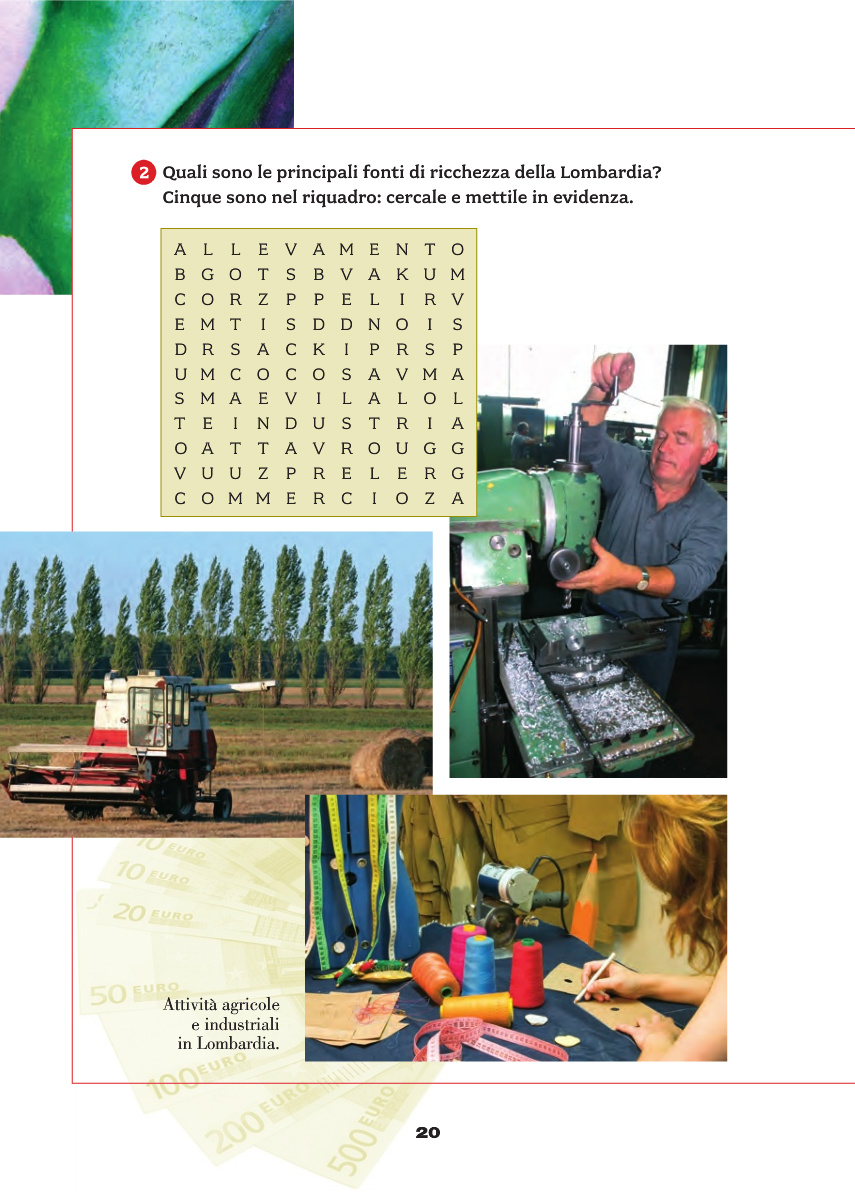 2 Quali sono le principali fonti di ricchezza della Lombardia?
Cinque sono nel riquadro: cercale e mettile in evidenza.
A L L E V A M E N T O
B G O T S B V A K U M
C O R Z P P E L I R V
E M T I S D D N O I S
D R S A C K I P R S P
U M C O C O S A V M A
S M A E V I L A L O L
T E I N D U S T R I A
O A T T A V R O U G G
V U U Z P R E L E R G
C O M M E R C I O Z A
10 EURO
10 EURO
20 EURO
50 EURO
100 EURO
200 EURO
500 EURO
Attività agricole
e industriali
in Lombardia.
20